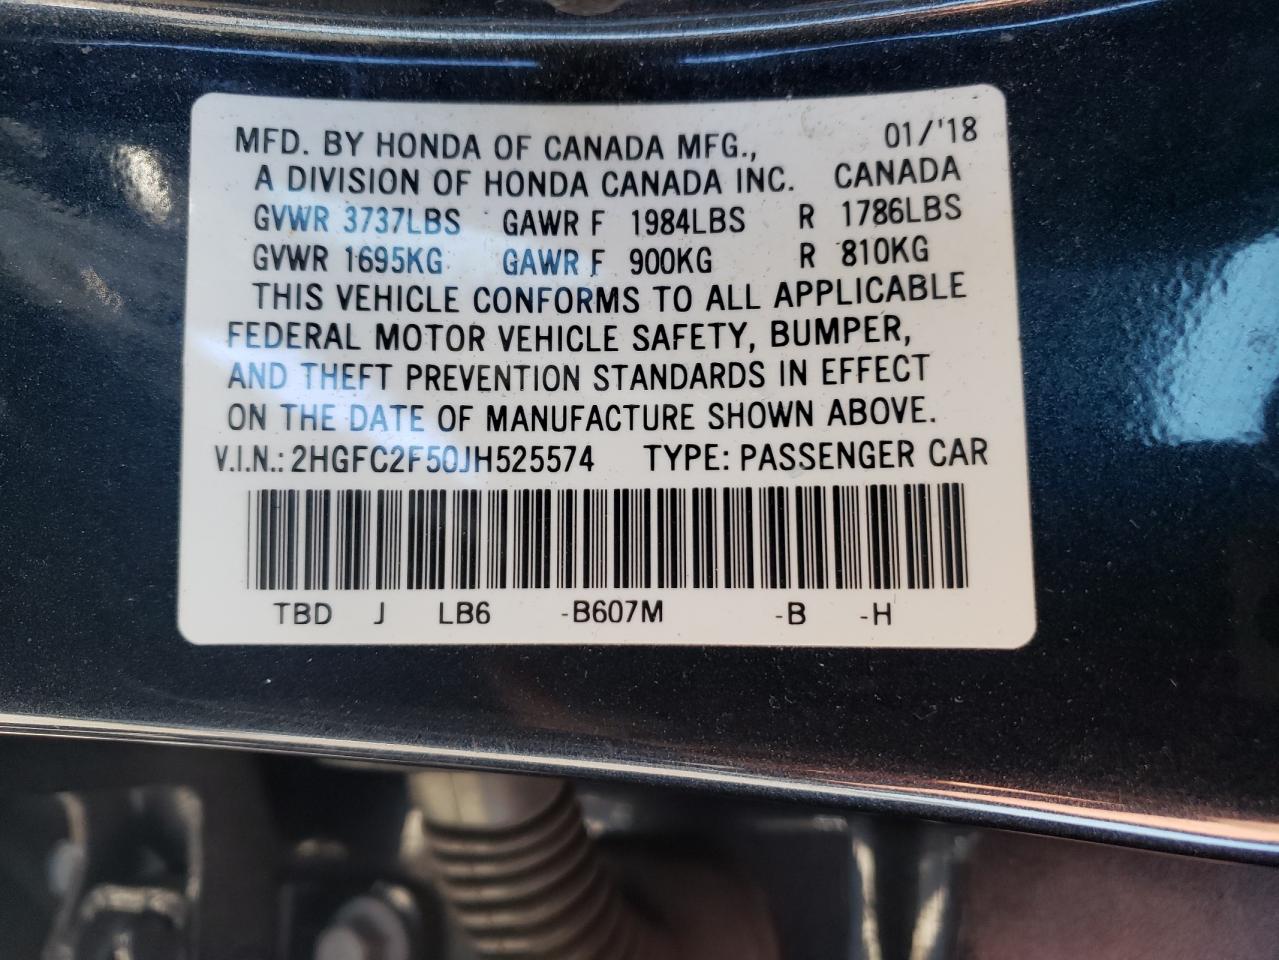 MFD. BY HONDA OF CANADA MFG., 01/'18
A DIVISION OF HONDA CANADA INC. CANADA
GVWR 3737LBS GAWR F 1984LBS R 1786LBS
GVWR 1695KG GAWR F 900KG R 810KG
THIS VEHICLE CONFORMS TO ALL APPLICABLE
FEDERAL MOTOR VEHICLE SAFETY, BUMPER,
AND THEFT PREVENTION STANDARDS IN EFFECT
ON THE DATE OF MANUFACTURE SHOWN ABOVE.
V.I.N.: 2HGFC2F50JH525574 TYPE: PASSENGER CAR
TBD J LB6 -B607M -B -H